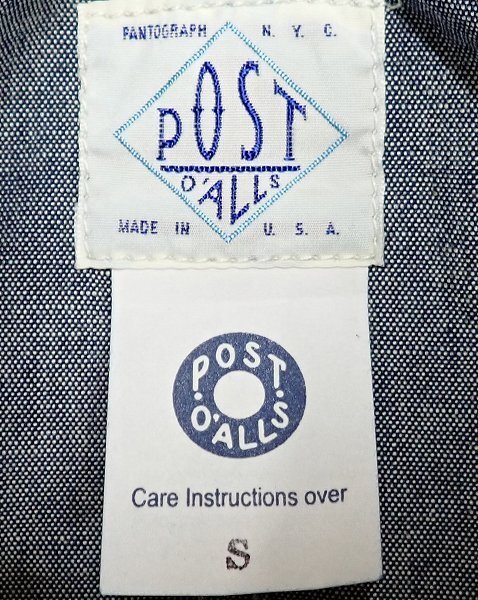 PANTOGRAPH N. Y. C.
POST
O'ALLS
MADE IN U. S. A.
POST
O'ALLS
Care Instructions over
S